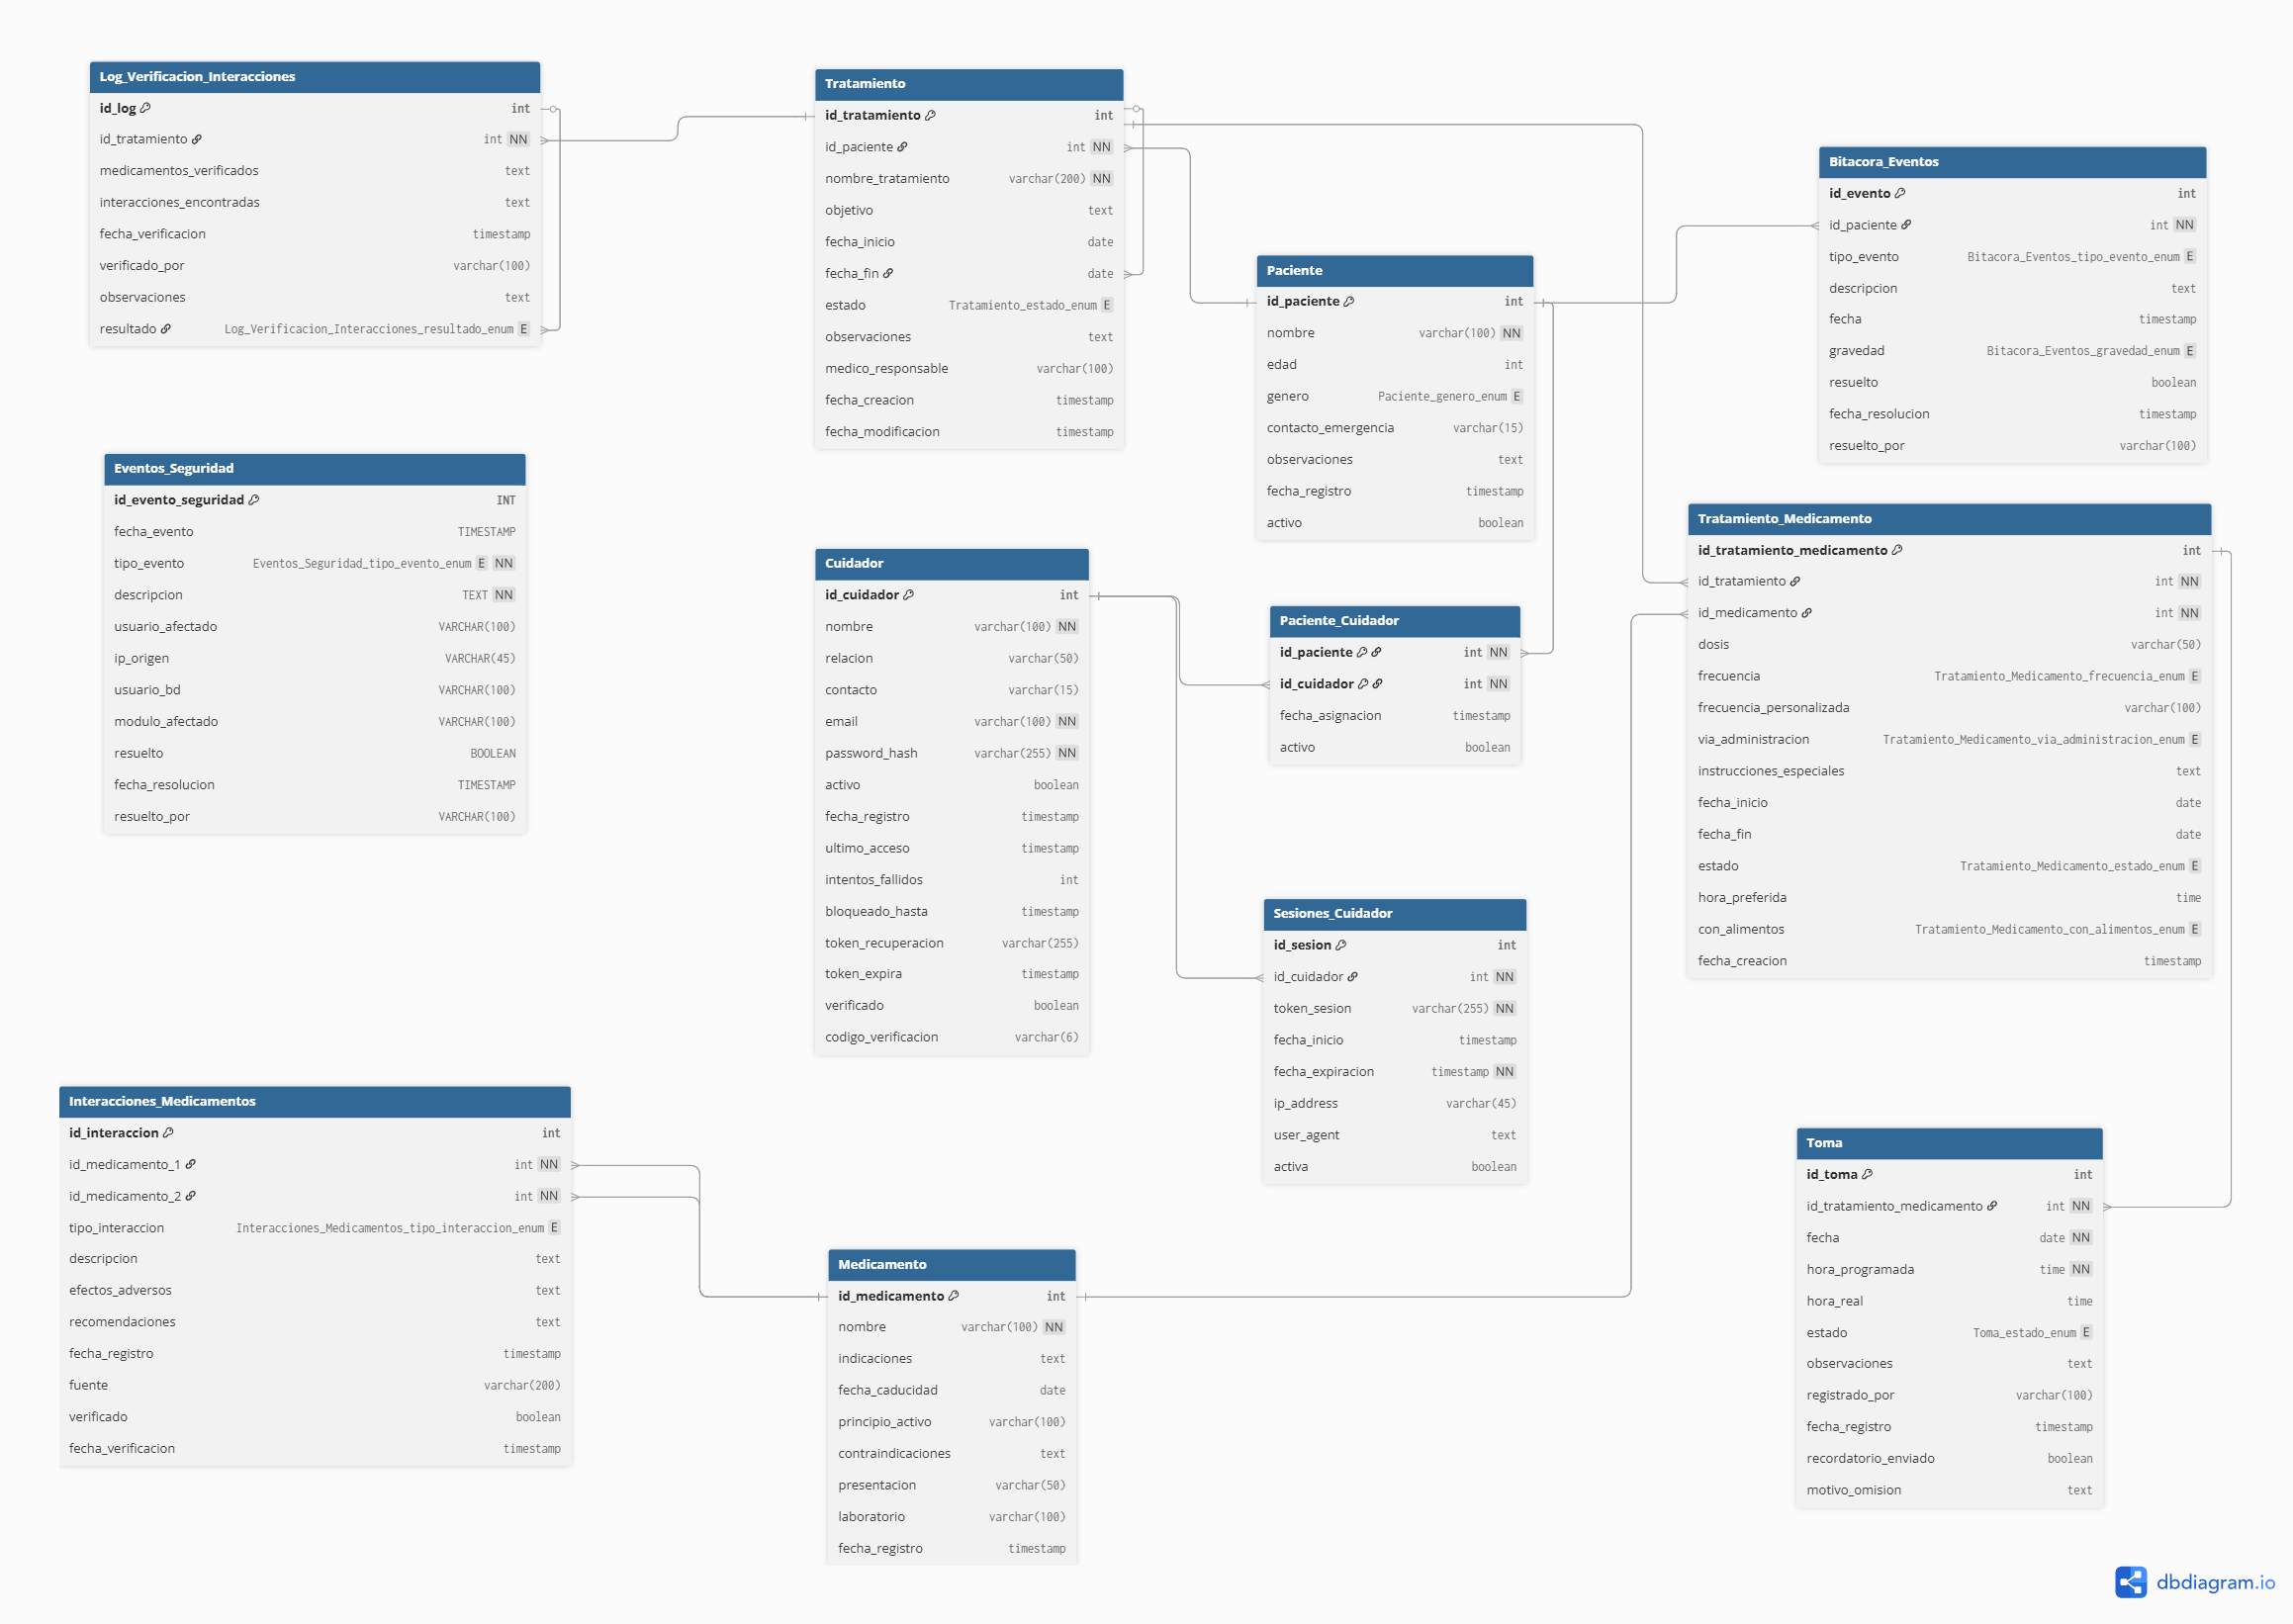 Log_Verificacion_Interacciones
id_log int
id_tratamiento int NN
medicamentos_verificados text
interacciones_encontradas text
fecha_verificacion timestamp
verificado_por varchar(100)
observaciones text
resultado Log_Verificacion_Interacciones_resultado_enum E
Tratamiento
id_tratamiento int
id_paciente int NN
nombre_tratamiento varchar(200) NN
objetivo text
fecha_inicio date
fecha_fin date
estado Tratamiento_estado_enum E
observaciones text
medico_responsable varchar(100)
fecha_creacion timestamp
fecha_modificacion timestamp
Bitacora_Eventos
id_evento int
id_paciente int NN
tipo_evento Bitacora_Eventos_tipo_evento_enum E
descripcion text
fecha timestamp
gravedad Bitacora_Eventos_gravedad_enum E
resuelto boolean
fecha_resolucion timestamp
resuelto_por varchar(100)
Paciente
id_paciente int
nombre varchar(100) NN
edad int
genero Paciente_genero_enum E
contacto_emergencia varchar(15)
observaciones text
fecha_registro timestamp
activo boolean
Eventos_Seguridad
id_evento_seguridad INT
fecha_evento TIMESTAMP
tipo_evento Eventos_Seguridad_tipo_evento_enum E NN
descripcion TEXT NN
usuario_afectado VARCHAR(100)
ip_origen VARCHAR(45)
usuario_bd VARCHAR(100)
modulo_afectado VARCHAR(100)
resuelto BOOLEAN
fecha_resolucion TIMESTAMP
resuelto_por VARCHAR(100)
Cuidador
id_cuidador int
nombre varchar(100) NN
relacion varchar(50)
contacto varchar(15)
email varchar(100) NN
password_hash varchar(255) NN
activo boolean
fecha_registro timestamp
ultimo_acceso timestamp
intentos_fallidos int
bloqueado_hasta timestamp
token_recuperacion varchar(255)
token_expira timestamp
verificado boolean
codigo_verificacion varchar(6)
Paciente_Cuidador
id_paciente int NN
id_cuidador int NN
fecha_asignacion timestamp
activo boolean
Tratamiento_Medicamento
id_tratamiento_medicamento int
id_tratamiento int NN
id_medicamento int NN
dosis varchar(50)
frecuencia Tratamiento_Medicamento_frecuencia_enum E
frecuencia_personalizada varchar(100)
via_administracion Tratamiento_Medicamento_via_administracion_enum E
instrucciones_especiales text
fecha_inicio date
fecha_fin date
estado Tratamiento_Medicamento_estado_enum E
hora_preferida time
con_alimentos Tratamiento_Medicamento_con_alimentos_enum E
fecha_creacion timestamp
Sesiones_Cuidador
id_sesion int
id_cuidador int NN
token_sesion varchar(255) NN
fecha_inicio timestamp
fecha_expiracion timestamp NN
ip_address varchar(45)
user_agent text
activa boolean
Interacciones_Medicamentos
id_interaccion int
id_medicamento_1 int NN
id_medicamento_2 int NN
tipo_interaccion Interacciones_Medicamentos_tipo_interaccion_enum E
descripcion text
efectos_adversos text
recomendaciones text
fecha_registro timestamp
fuente varchar(200)
verificado boolean
fecha_verificacion timestamp
Medicamento
id_medicamento int
nombre varchar(100) NN
indicaciones text
fecha_caducidad date
principio_activo varchar(100)
contraindicaciones text
presentacion varchar(50)
laboratorio varchar(100)
fecha_registro timestamp
Toma
id_toma int
id_tratamiento_medicamento int NN
fecha date NN
hora_programada time NN
hora_real time
estado Toma_estado_enum E
observaciones text
registrado_por varchar(100)
fecha_registro timestamp
recordatorio_enviado boolean
motivo_omision text
dbdiagram.io